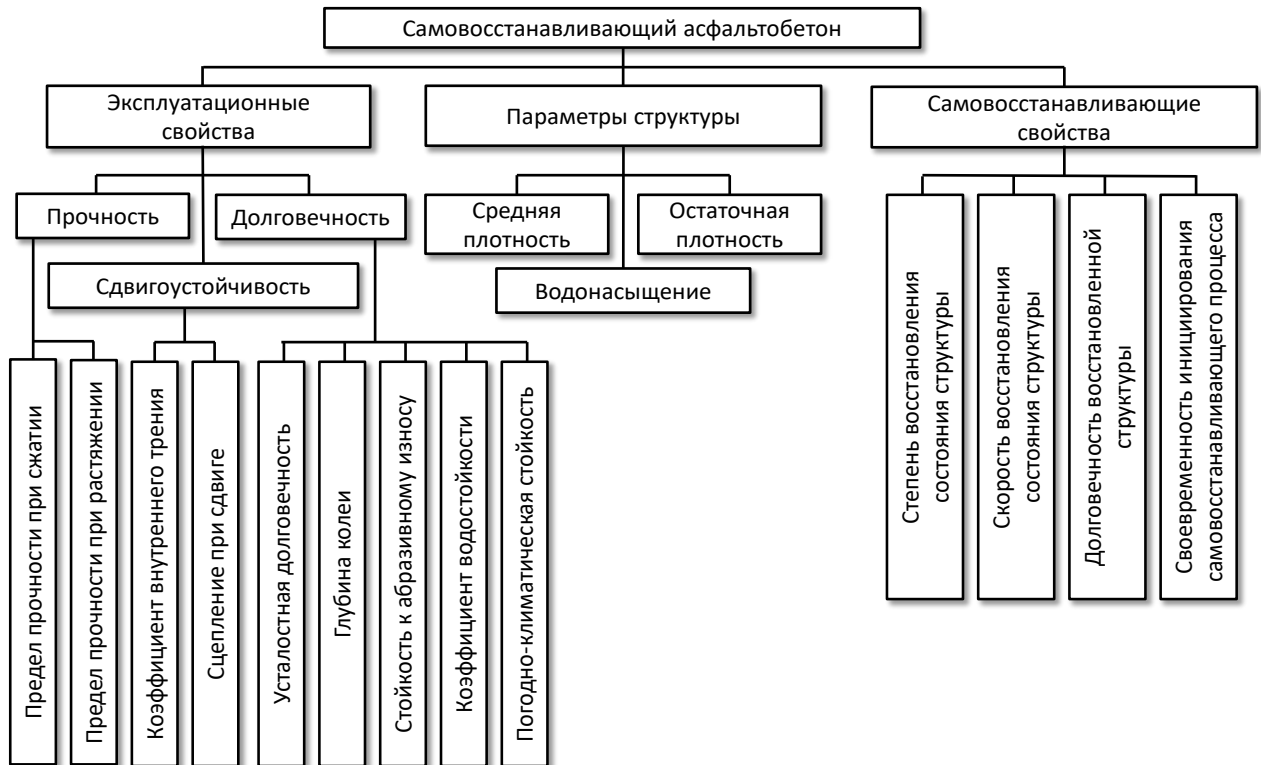 Самовосстанавливающий асфальтобетон
Эксплуатационные
свойства
Параметры структуры
Самовосстанавливающие
свойства
Прочность
Долговечность
Средняя
плотность
Остаточная
плотность
Сдвигоустойчивость
Водонасыщение
Предел прочности при сжатии
Предел прочности при растяжении
Коэффициент внутреннего трения
Сцепление при сдвиге
Усталостная долговечность
Глубина колеи
Стойкость к абразивному износу
Коэффициент водостойкости
Погодно-климатическая стойкость
Степень восстановления
состояния структуры
Скорость восстановления
состояния структуры
Долговечность восстановленной
структуры
Своевременность инициирования
самовосстанавливающего процесса